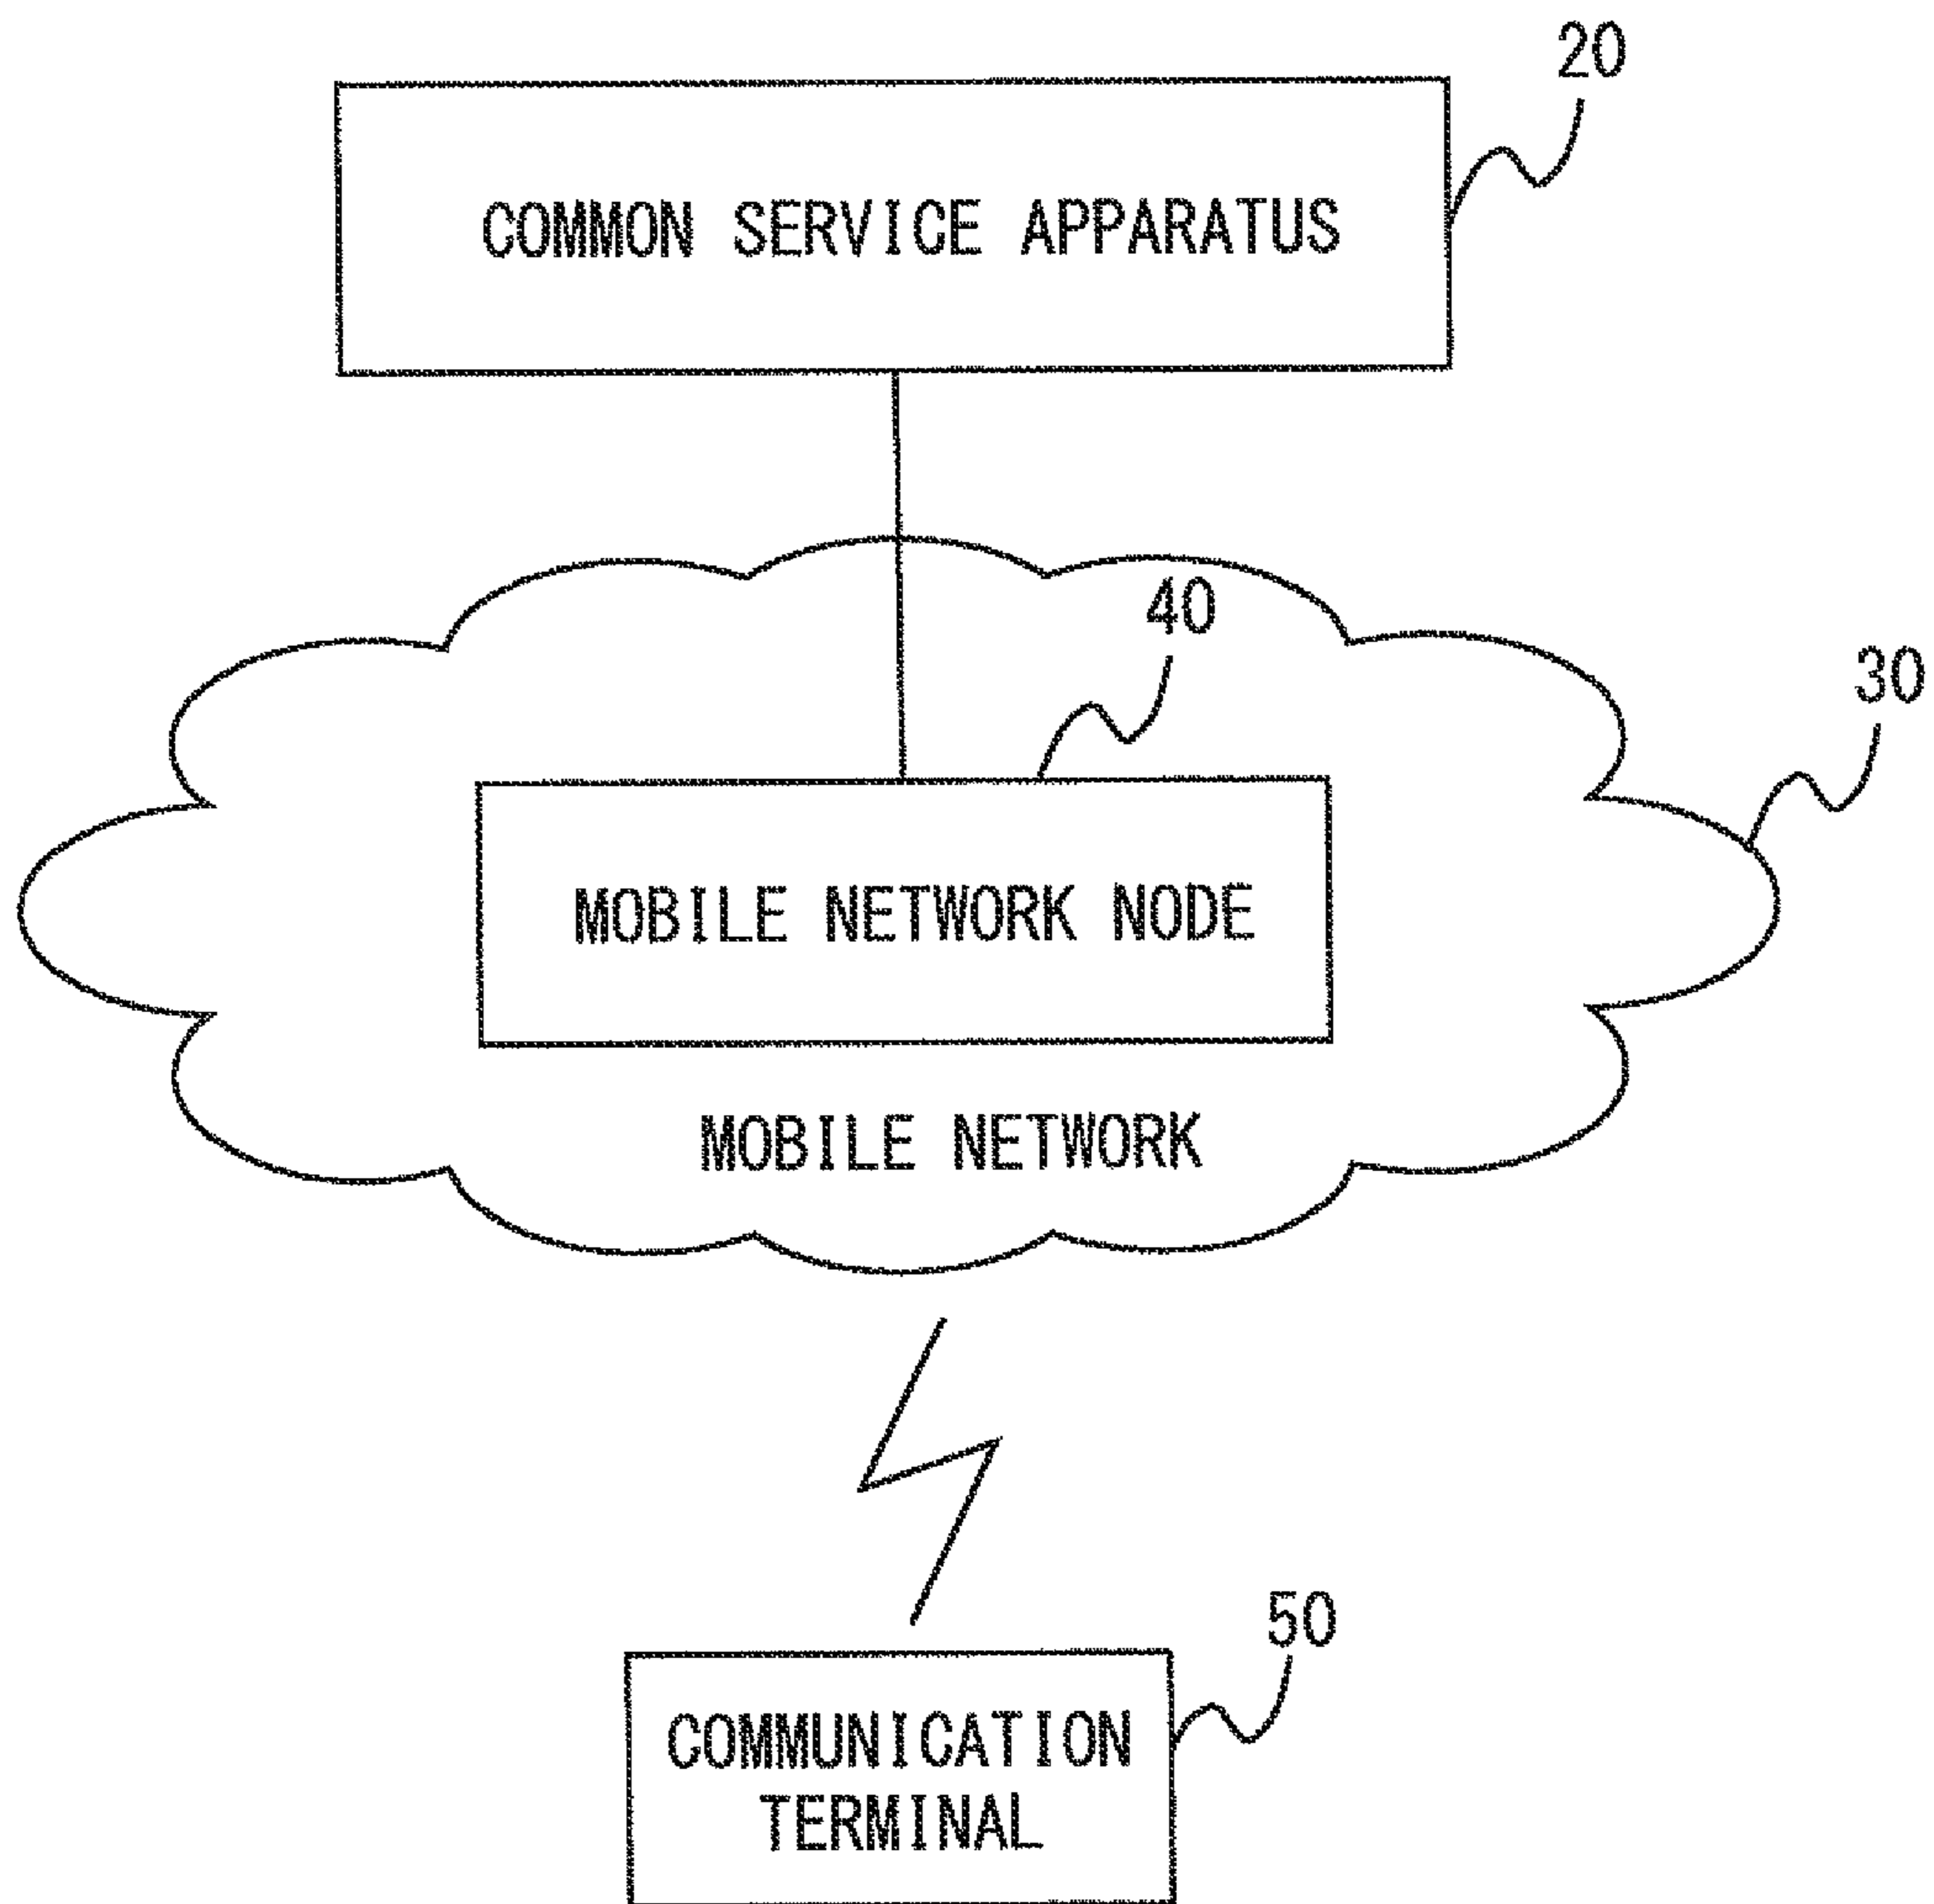 20
COMMON SERVICE APPARATUS
40
30
MOBILE NETWORK NODE
MOBILE NETWORK
50
COMMUNICATION
TERMINAL